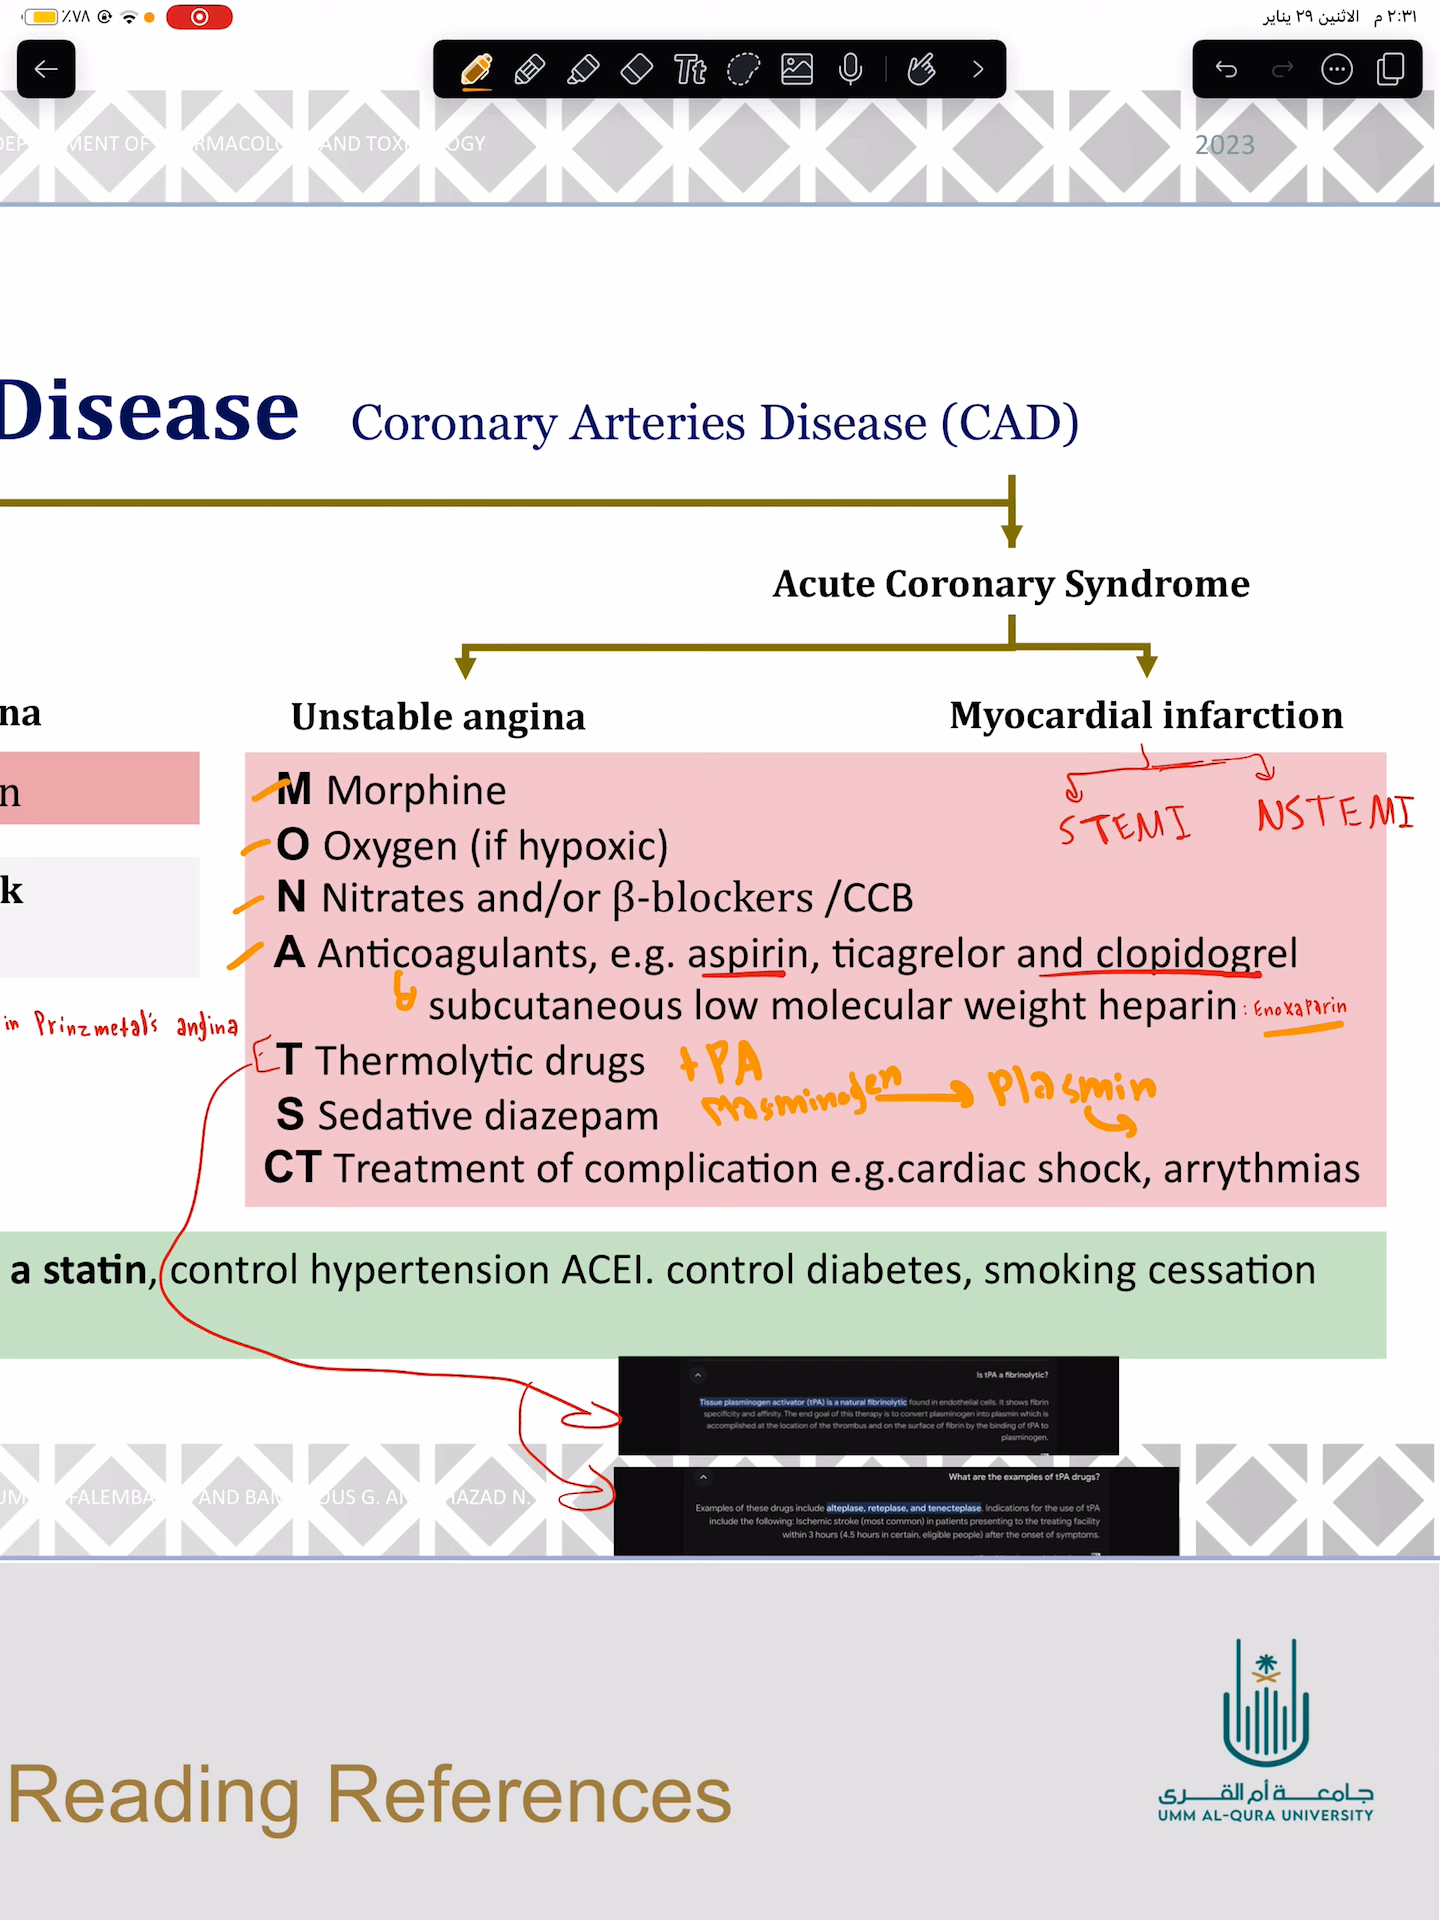 ٪٧٨
٢:٣١ م الاثنين ٢٩ يناير
Tt
MENT OF
AND
2023
Disease Coronary Arteries Disease (CAD)
Acute Coronary Syndrome
na
Unstable angina
Myocardial infarction
n
M Morphine
STEMI NSTEMI
O Oxygen (if hypoxic)
k
N Nitrates and/or β-blockers /CCB
A Anticoagulants, e.g. aspirin, ticagrelor and clopidogrel
subcutaneous low molecular weight heparin : Enoxaparin
in Prinzmetal's angina
T Thermolytic drugs tPA
Plasminogen → Plasmin
S Sedative diazepam
CT Treatment of complication e.g.cardiac shock, arrythmias
a statin, control hypertension ACEI. control diabetes, smoking cessation
Is tPA a fibrinolytic?
Tissue plasminogen activator (tPA) is a natural fibrinolytic found in endothelial cells. It shows fibrin
specificity and affinity. The end goal of this therapy is to convert plasminogen into plasmin which is
accomplished at the location of the thrombus and on the surface of fibrin by the binding of tPA to
plasminogen.
What are the examples of tPA drugs?
Examples of these drugs include alteplase, reteplase, and tenecteplase. Indications for the use of tPA
include the following: Ischemic stroke (most common) in patients presenting to the treating facility
within 3 hours (4.5 hours in certain, eligible people) after the onset of symptoms.
FALEMBA AND BA OUS G. A AZAD N.
جامعة أم القرى
UMM AL-QURA UNIVERSITY
Reading References